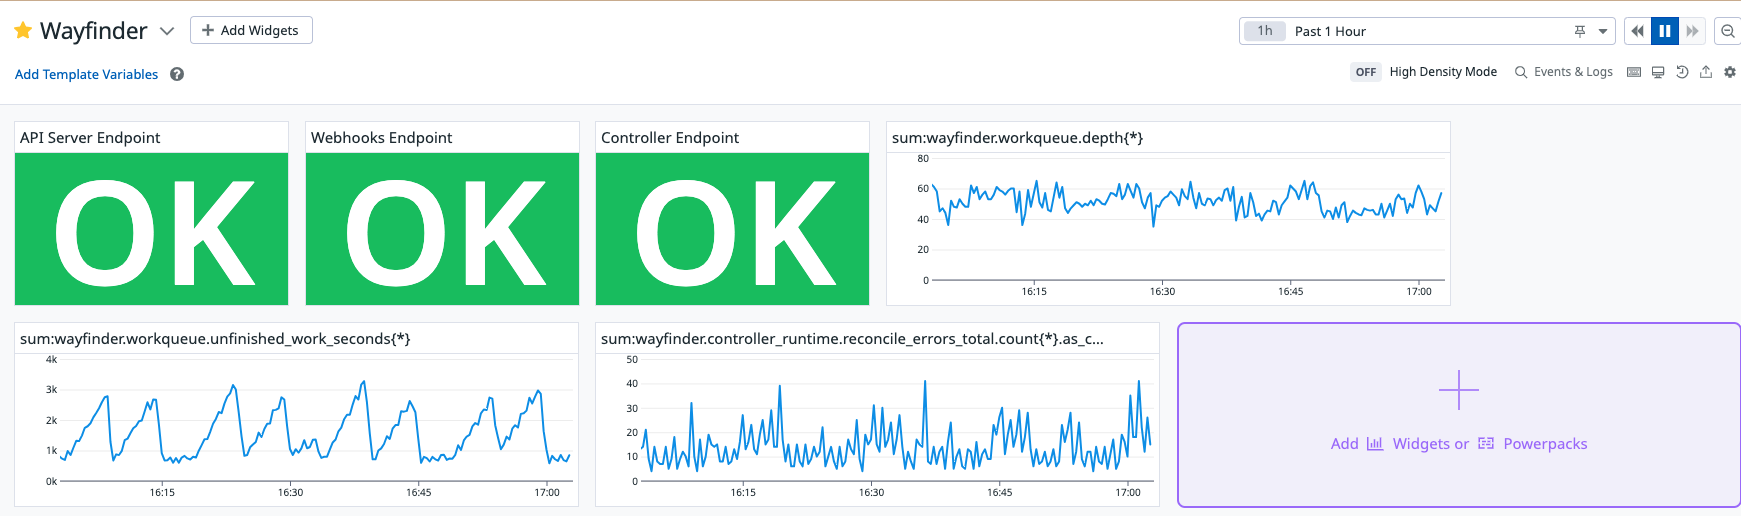 Wayfinder
+ Add Widgets
1h Past 1 Hour
Add Template Variables ?
OFF High Density Mode Events & Logs
API Server Endpoint
OK
Webhooks Endpoint
OK
Controller Endpoint
OK
sum:wayfinder.workqueue.depth{*}
80
60
40
20
0
16:15 16:30 16:45 17:00
sum:wayfinder.workqueue.unfinished_work_seconds{*}
4k
3k
2k
1k
0k
16:15 16:30 16:45 17:00
sum:wayfinder.controller_runtime.reconcile_errors_total.count{*}.as_c...
50
40
30
20
10
0
16:15 16:30 16:45 17:00
Add Widgets or Powerpacks